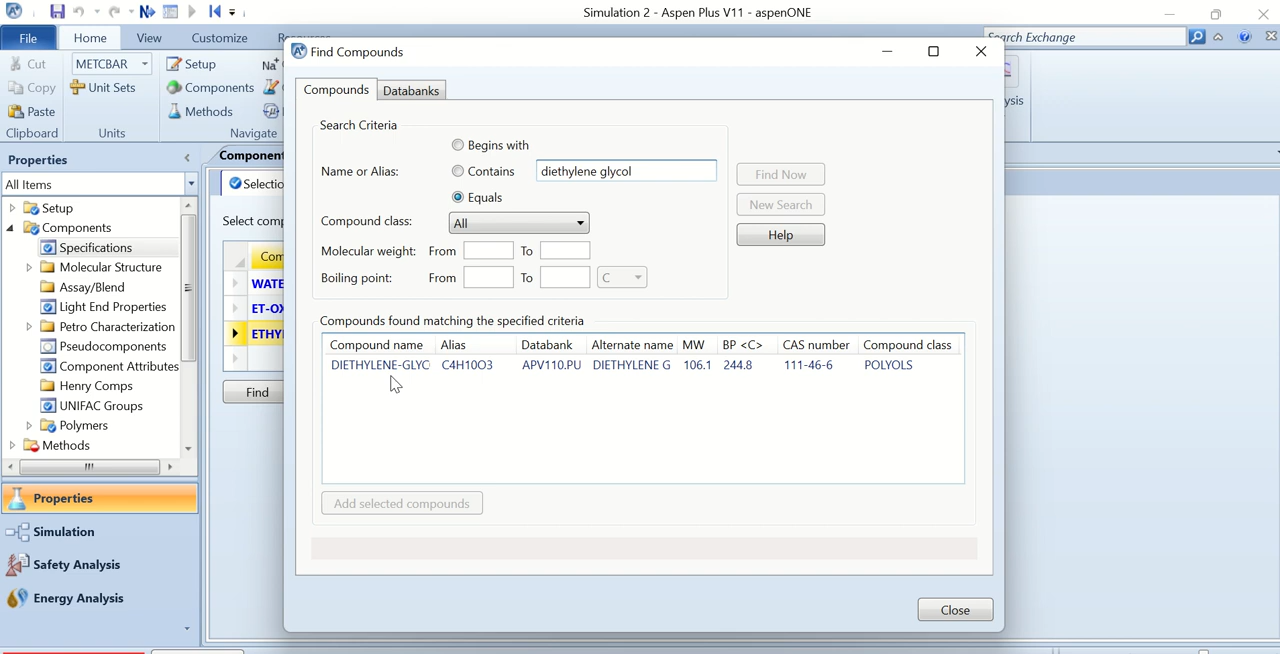 Simulation 2 - Aspen Plus V11 - aspenONE
File Home View Customize
Search Exchange
Cut METCBAR Setup Na+
Copy Unit Sets Components
Paste Methods
Clipboard Units Navigate
Find Compounds
Compounds Databanks
Search Criteria
Begins with
Name or Alias: Contains diethylene glycol
Equals
Compound class: All
Molecular weight: From To
Boiling point: From To C
Find Now
New Search
Help
Compounds found matching the specified criteria
Compound name Alias Databank Alternate name MW BP <C> CAS number Compound class
DIETHYLENE-GLYC C4H10O3 APV110.PU DIETHYLENE G 106.1 244.8 111-46-6 POLYOLS
Add selected compounds
Close
Properties
All Items
Setup
Components
Specifications
Molecular Structure
Assay/Blend
Light End Properties
Petro Characterization
Pseudocomponents
Component Attributes
Henry Comps
UNIFAC Groups
Polymers
Methods
Properties
Simulation
Safety Analysis
Energy Analysis
Component
Selectio
Select comp
Com
WATE
ET-OX
ETHY
Find
ysis